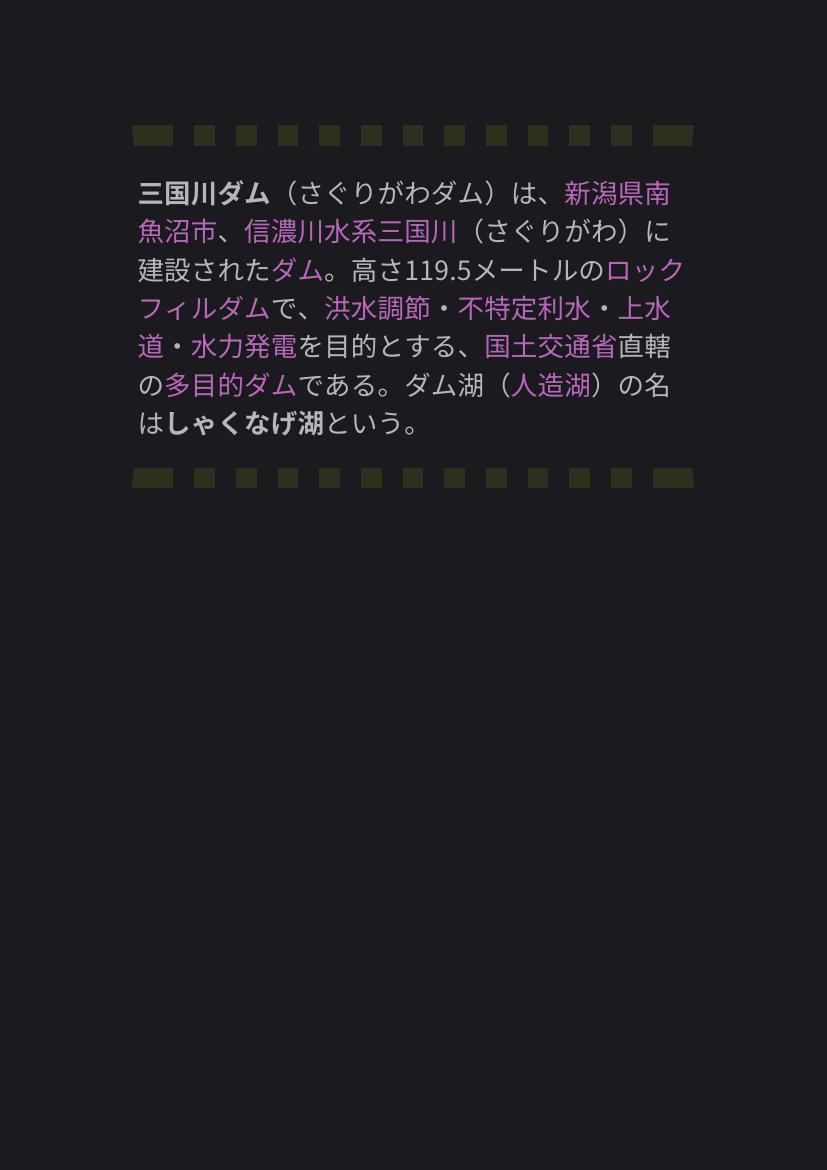 三国川ダム（さぐりがわダム）は、新潟県南
魚沼市、信濃川水系三国川（さぐりがわ）に
建設されたダム。高さ119.5メートルのロック
フィルダムで、洪水調節・不特定利水・上水
道・水力発電を目的とする、国土交通省直轄
の多目的ダムである。ダム湖（人造湖）の名
はしゃくなげ湖という。